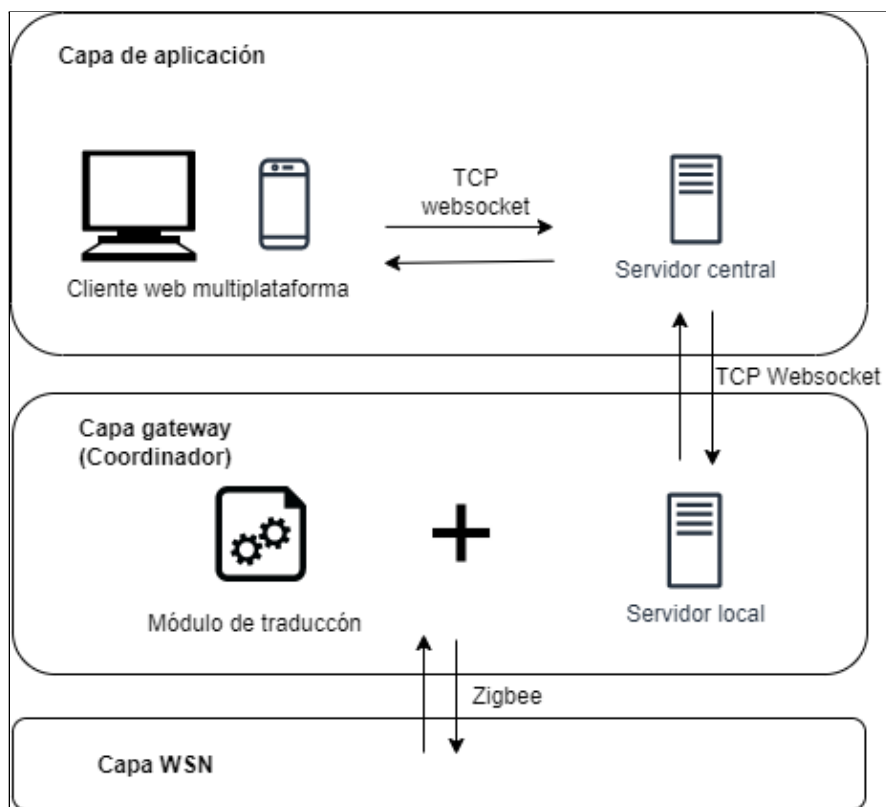 Capa de aplicación
TCP
websocket
Cliente web multiplataforma
Servidor central
TCP Websocket
Capa gateway
(Coordinador)
Módulo de traduccón
Servidor local
Zigbee
Capa WSN